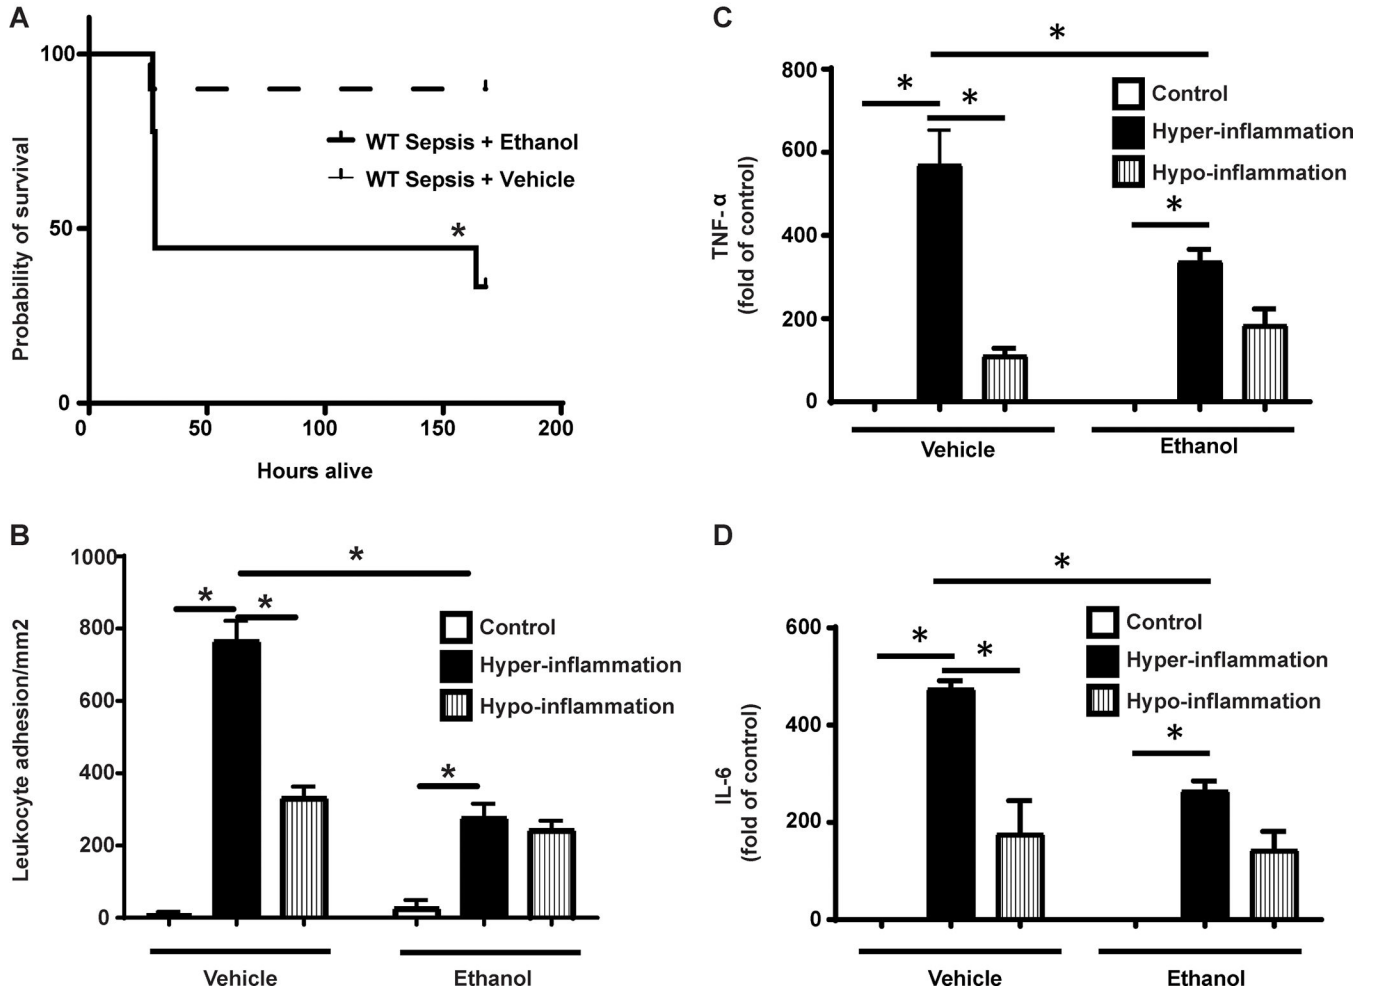 A
100
50
0
0
50
100
150
200
Probability of survival
Hours alive
WT Sepsis + Ethanol
WT Sepsis + Vehicle
*
B
1000
800
600
400
200
0
Leukocyte adhesion/mm2
*
*
*
*
Control
Hyper-inflammation
Hypo-inflammation
Vehicle
Ethanol
C
800
600
400
200
0
TNF- α
(fold of control)
*
*
*
*
Control
Hyper-inflammation
Hypo-inflammation
Vehicle
Ethanol
D
600
400
200
0
IL-6
(fold of control)
*
*
*
*
Control
Hyper-inflammation
Hypo-inflammation
Vehicle
Ethanol